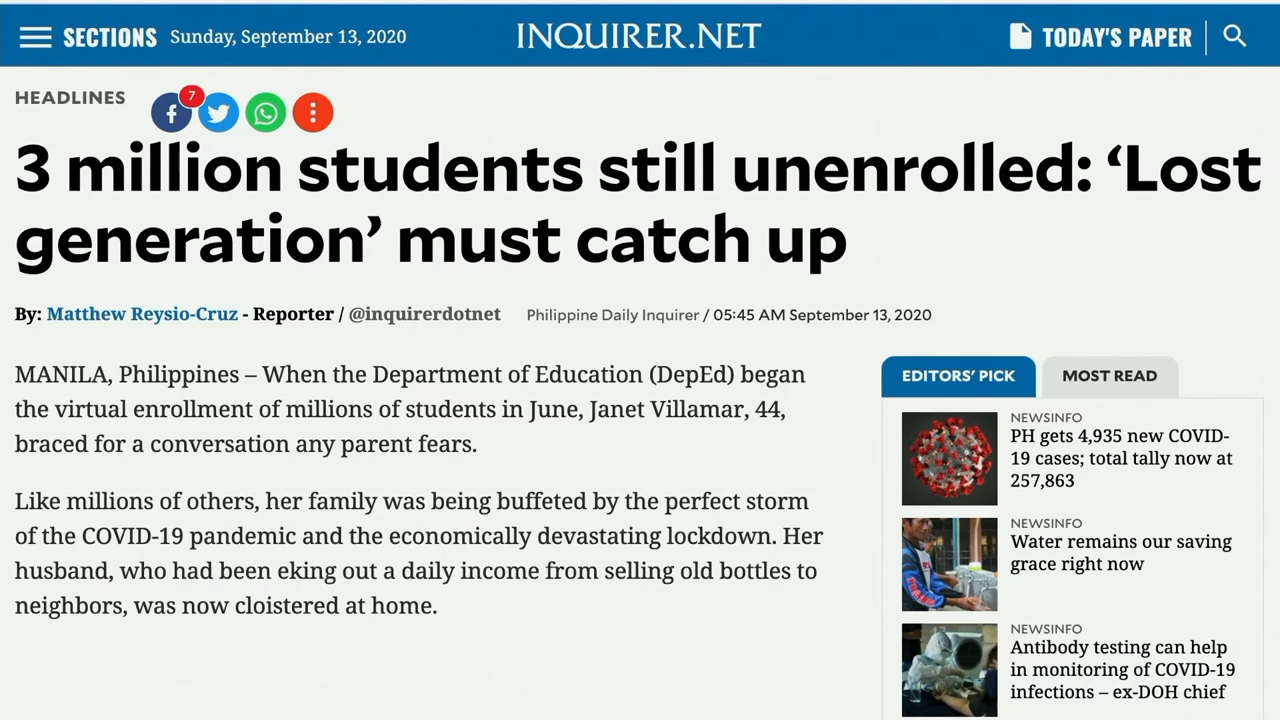 SECTIONS Sunday, September 13, 2020 INQUIRER.NET TODAY'S PAPER
HEADLINES
7
3 million students still unenrolled: ‘Lost
generation’ must catch up
By: Matthew Reysio-Cruz - Reporter / @inquirerdotnet Philippine Daily Inquirer / 05:45 AM September 13, 2020
MANILA, Philippines – When the Department of Education (DepEd) began
the virtual enrollment of millions of students in June, Janet Villamar, 44,
braced for a conversation any parent fears.
Like millions of others, her family was being buffeted by the perfect storm
of the COVID-19 pandemic and the economically devastating lockdown. Her
husband, who had been eking out a daily income from selling old bottles to
neighbors, was now cloistered at home.
EDITORS’ PICK MOST READ
NEWSINFO
PH gets 4,935 new COVID-
19 cases; total tally now at
257,863
NEWSINFO
Water remains our saving
grace right now
NEWSINFO
Antibody testing can help
in monitoring of COVID-19
infections – ex-DOH chief